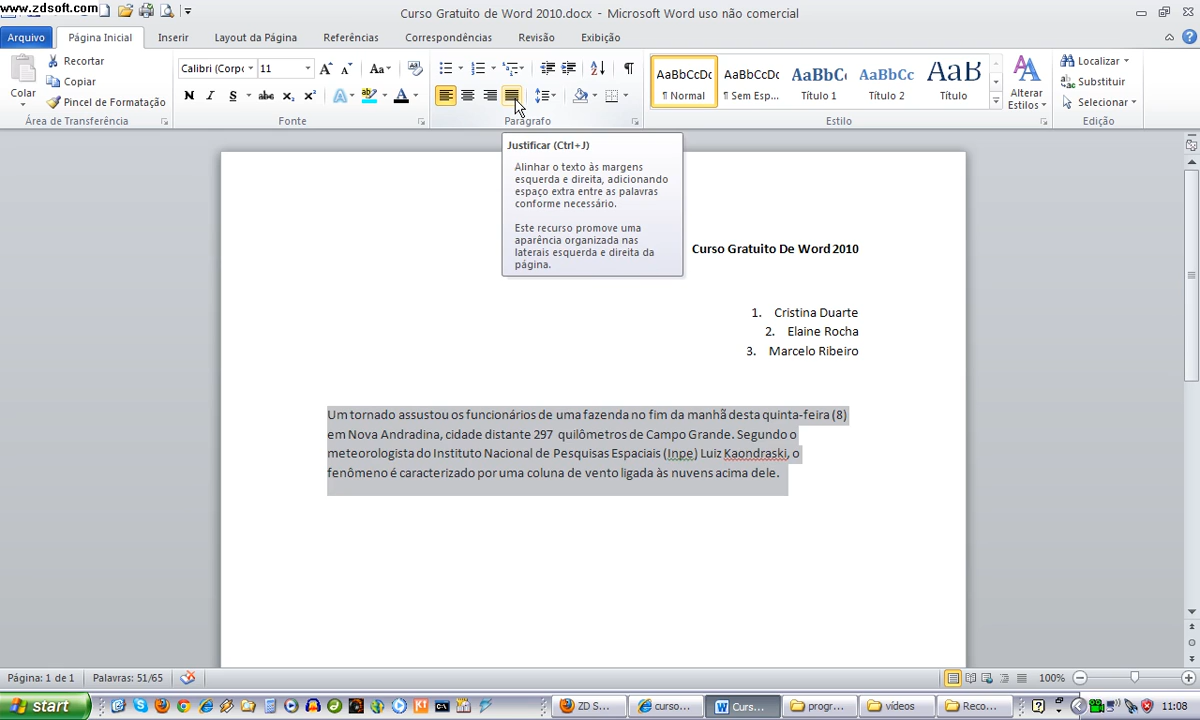 www.zdsoft.com
Curso Gratuito de Word 2010.docx - Microsoft Word uso não comercial
Arquivo Página Inicial Inserir Layout da Página Referências Correspondências Revisão Exibição
Colar
Recortar
Copiar
Pincel de Formatação
Área de Transferência
Calibri (Corpo 11
N I S abc x₂ x² A ab A
Fonte
Parágrafo
AaBbCcDc AaBbCcDc AaBbCc AaBbCc AaB
¶ Normal ¶ Sem Esp... Título 1 Título 2 Título
Alterar
Estilos
Estilo
Localizar
Substituir
Selecionar
Edição
Justificar (Ctrl+J)
Alinhar o texto às margens
esquerda e direita, adicionando
espaço extra entre as palavras
conforme necessário.
Este recurso promove uma
aparência organizada nas
laterais esquerda e direita da
página.
Curso Gratuito De Word 2010
1. Cristina Duarte
2. Elaine Rocha
3. Marcelo Ribeiro
Um tornado assustou os funcionários de uma fazenda no fim da manhã desta quinta-feira (8)
em Nova Andradina, cidade distante 297 quilômetros de Campo Grande. Segundo o
meteorologista do Instituto Nacional de Pesquisas Espaciais (Inpe) Luiz Kaondraski, o
fenômeno é caracterizado por uma coluna de vento ligada às nuvens acima dele.
Página: 1 de 1 Palavras: 51/65 100%
start ZD S... curso... Curs... progr... vídeos Reco... 11:08